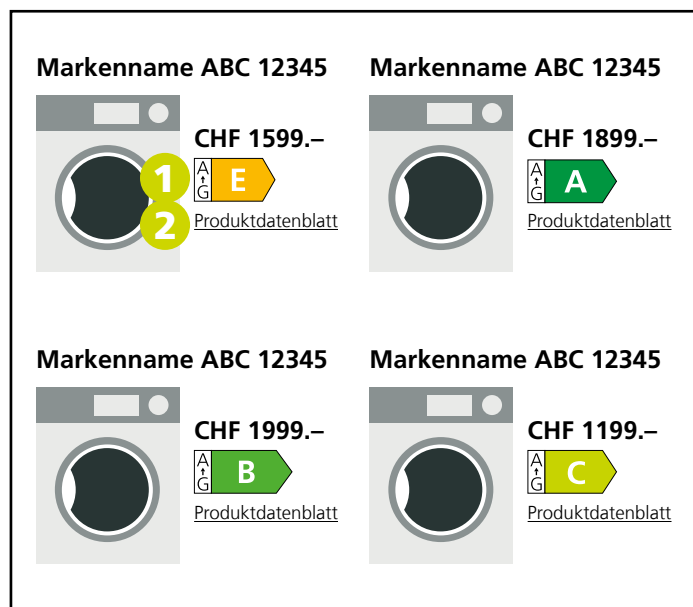 Markenname ABC 12345
CHF 1599.–
1
A
↑
G
E
2
Produktdatenblatt
Markenname ABC 12345
CHF 1899.–
A
↑
G
A
Produktdatenblatt
Markenname ABC 12345
CHF 1999.–
A
↑
G
B
Produktdatenblatt
Markenname ABC 12345
CHF 1199.–
A
↑
G
C
Produktdatenblatt